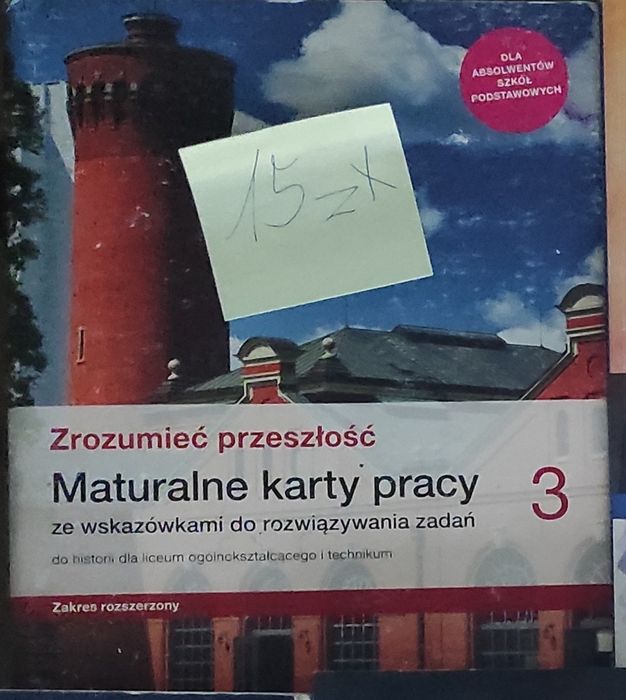 DLA
ABSOLWENTÓW
SZKÓŁ
PODSTAWOWYCH
15 zł
Zrozumieć przeszłość
Maturalne karty pracy
3
ze wskazówkami do rozwiązywania zadań
do historii dla liceum ogólnokształcącego i technikum
Zakres rozszerzony